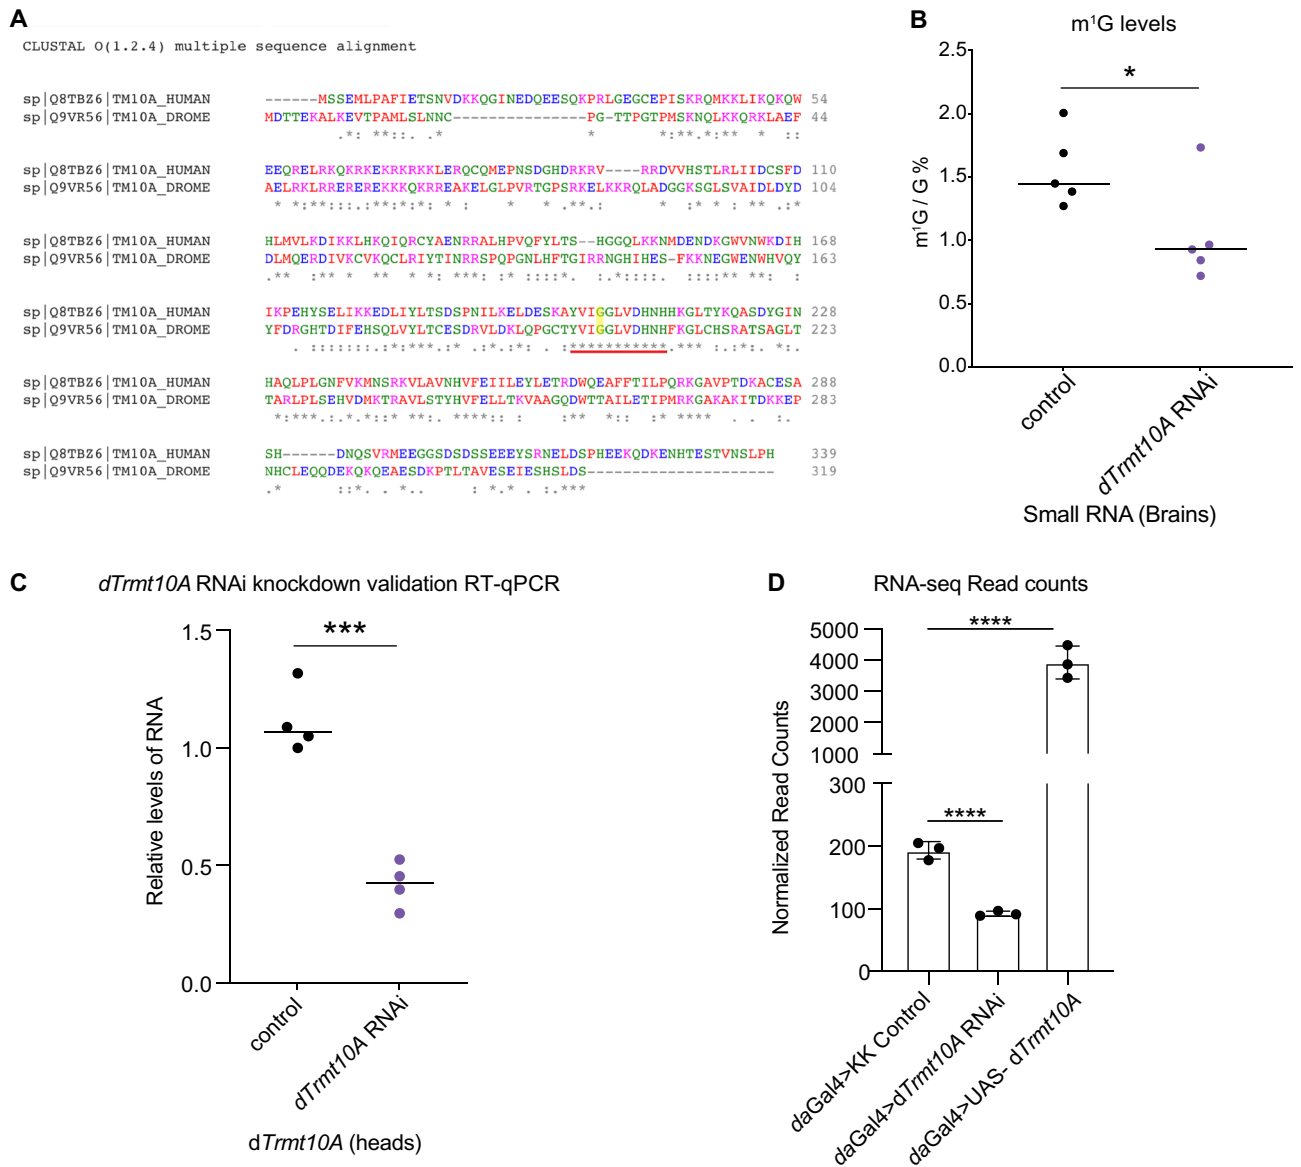 A
CLUSTAL O(1.2.4) multiple sequence alignment
sp|Q8TBZ6|TM10A_HUMAN ------MSSEMLPAFIETSNVDKKQGINEDQEESQKPRLGEGCEPISKRQMKKLIKQKQW 54
sp|Q9VR56|TM10A_DROME MDTTEKALKEVTPAMLSLNNC---------------PG-TTPGTPMSKNQLKKQRKLAEF 44
sp|Q8TBZ6|TM10A_HUMAN EEQRELRKQKRKEKRKRKKLERQCQMEPNSDGHDRKRV----RRDVVHSTLRLIIDCSFD 110
sp|Q9VR56|TM10A_DROME AELRKLRREREREKKKQKRREAKELGLPVRTGPSRKELKKRQLADGGKSGLSVAIDLDYD 104
sp|Q8TBZ6|TM10A_HUMAN HLMVLKDIKKLHKQIQRCYAENRRALHPVQFYLTS--HGGQLKKNMDENDKGWVNWKDIH 168
sp|Q9VR56|TM10A_DROME DLMQERDIVKCVKQCLRIYTINRRSPQPGNLHFTGIRRNGHIHES-FKKNEGWENWHVQY 163
sp|Q8TBZ6|TM10A_HUMAN IKPEHYSELIKKEDLIYLTSDSPNILKELDESKAYVIGGLVDHNHHKGLTYKQASDYGIN 228
sp|Q9VR56|TM10A_DROME YFDRGHTDIFEHSQLVYLTCESDRVLDKLQPGCTYVIGGLVDHNHFKGLCHSRATSAGLT 223
sp|Q8TBZ6|TM10A_HUMAN HAQLPLGNFVKMNSRKVLAVNHVFEIILEYLETRDWQEAFFTILPQRKGAVPTDKACESA 288
sp|Q9VR56|TM10A_DROME TARLPLSEHVDMKTRAVLSTYHVFELLTKVAAGQDWTTAILETIPMRKGAKAKITDKKEP 283
sp|Q8TBZ6|TM10A_HUMAN SH------DNQSVRMEEGGSDSDSSEEEYSRNELDSPHEEKQDKENHTESTVNSLPH 339
sp|Q9VR56|TM10A_DROME NHCLEQQDEKQKQEAESDKPTLTAVESEIESHSLDS--------------------- 319
B
m¹G levels
*
m¹G / G %
2.5
2.0
1.5
1.0
0.5
0.0
control
dTrmt10A RNAi
Small RNA (Brains)
C
dTrmt10A RNAi knockdown validation RT-qPCR
***
Relative levels of RNA
1.5
1.0
0.5
0.0
control
dTrmt10A RNAi
dTrmt10A (heads)
D
RNA-seq Read counts
****
****
Normalized Read Counts
5000
4000
3000
2000
1000
300
200
100
0
daGal4>KK Control
daGal4>dTrmt10A RNAi
daGal4>UAS- dTrmt10A